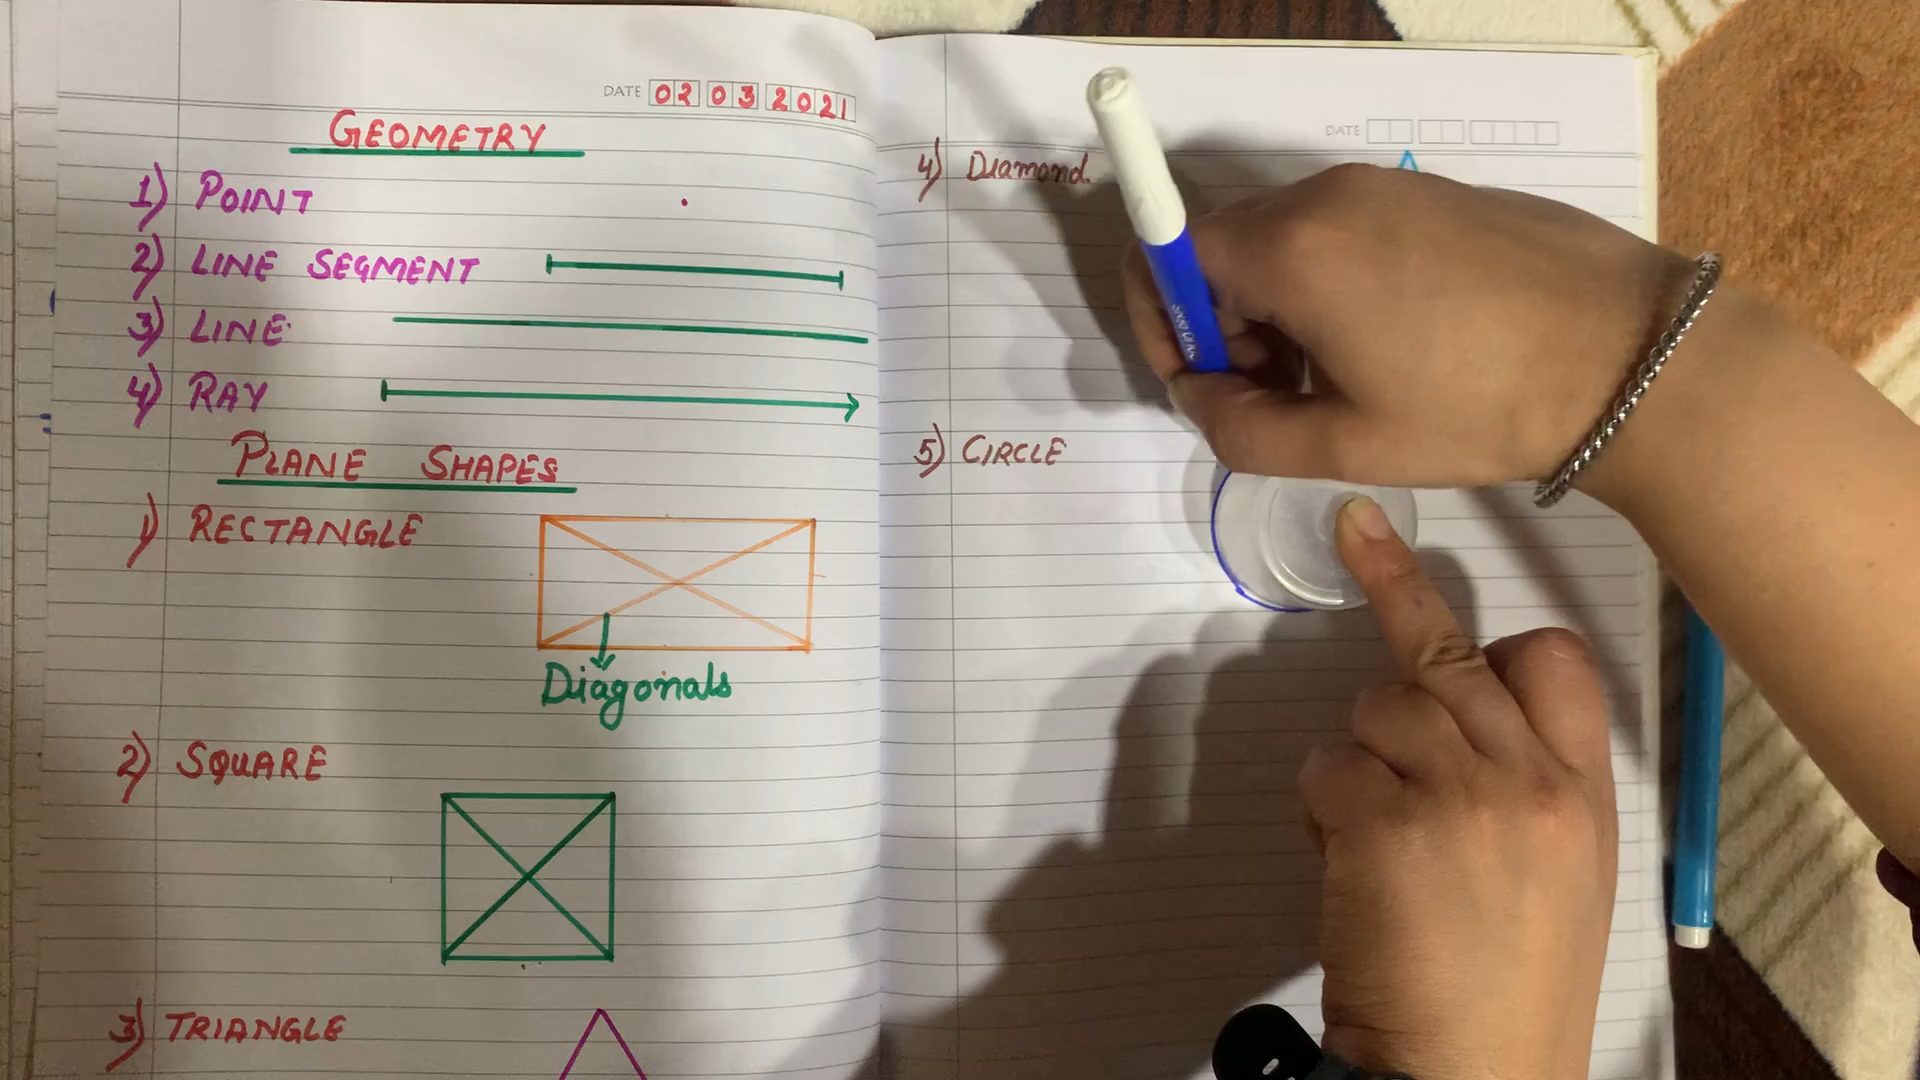 DATE 02 03 2021
GEOMETRY
1) POINT
2) LINE SEGMENT
3) LINE
4) RAY
PLANE SHAPES
1) RECTANGLE
Diagonals
2) SQUARE
3) TRIANGLE
DATE
4) Diamond
5) CIRCLE